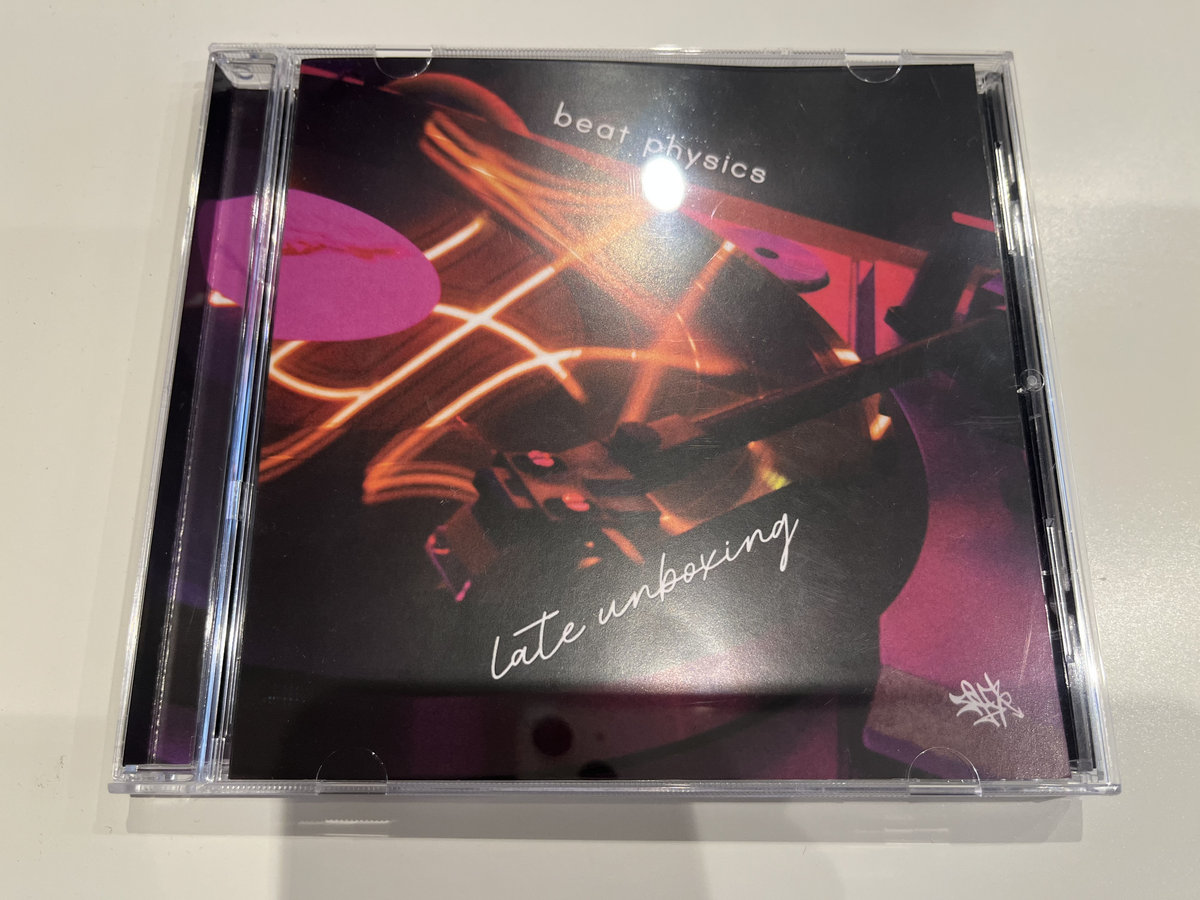 beat physics
late unboxing